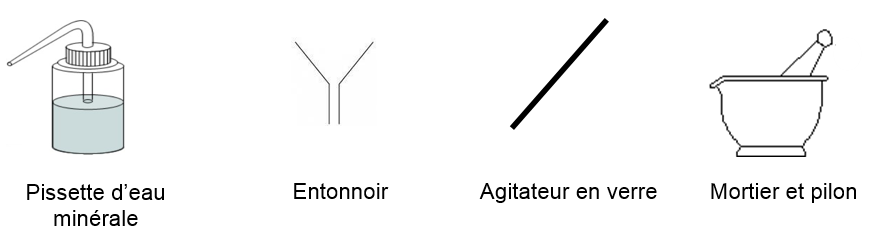 Pissette d’eau
minérale
Entonnoir
Agitateur en verre
Mortier et pilon